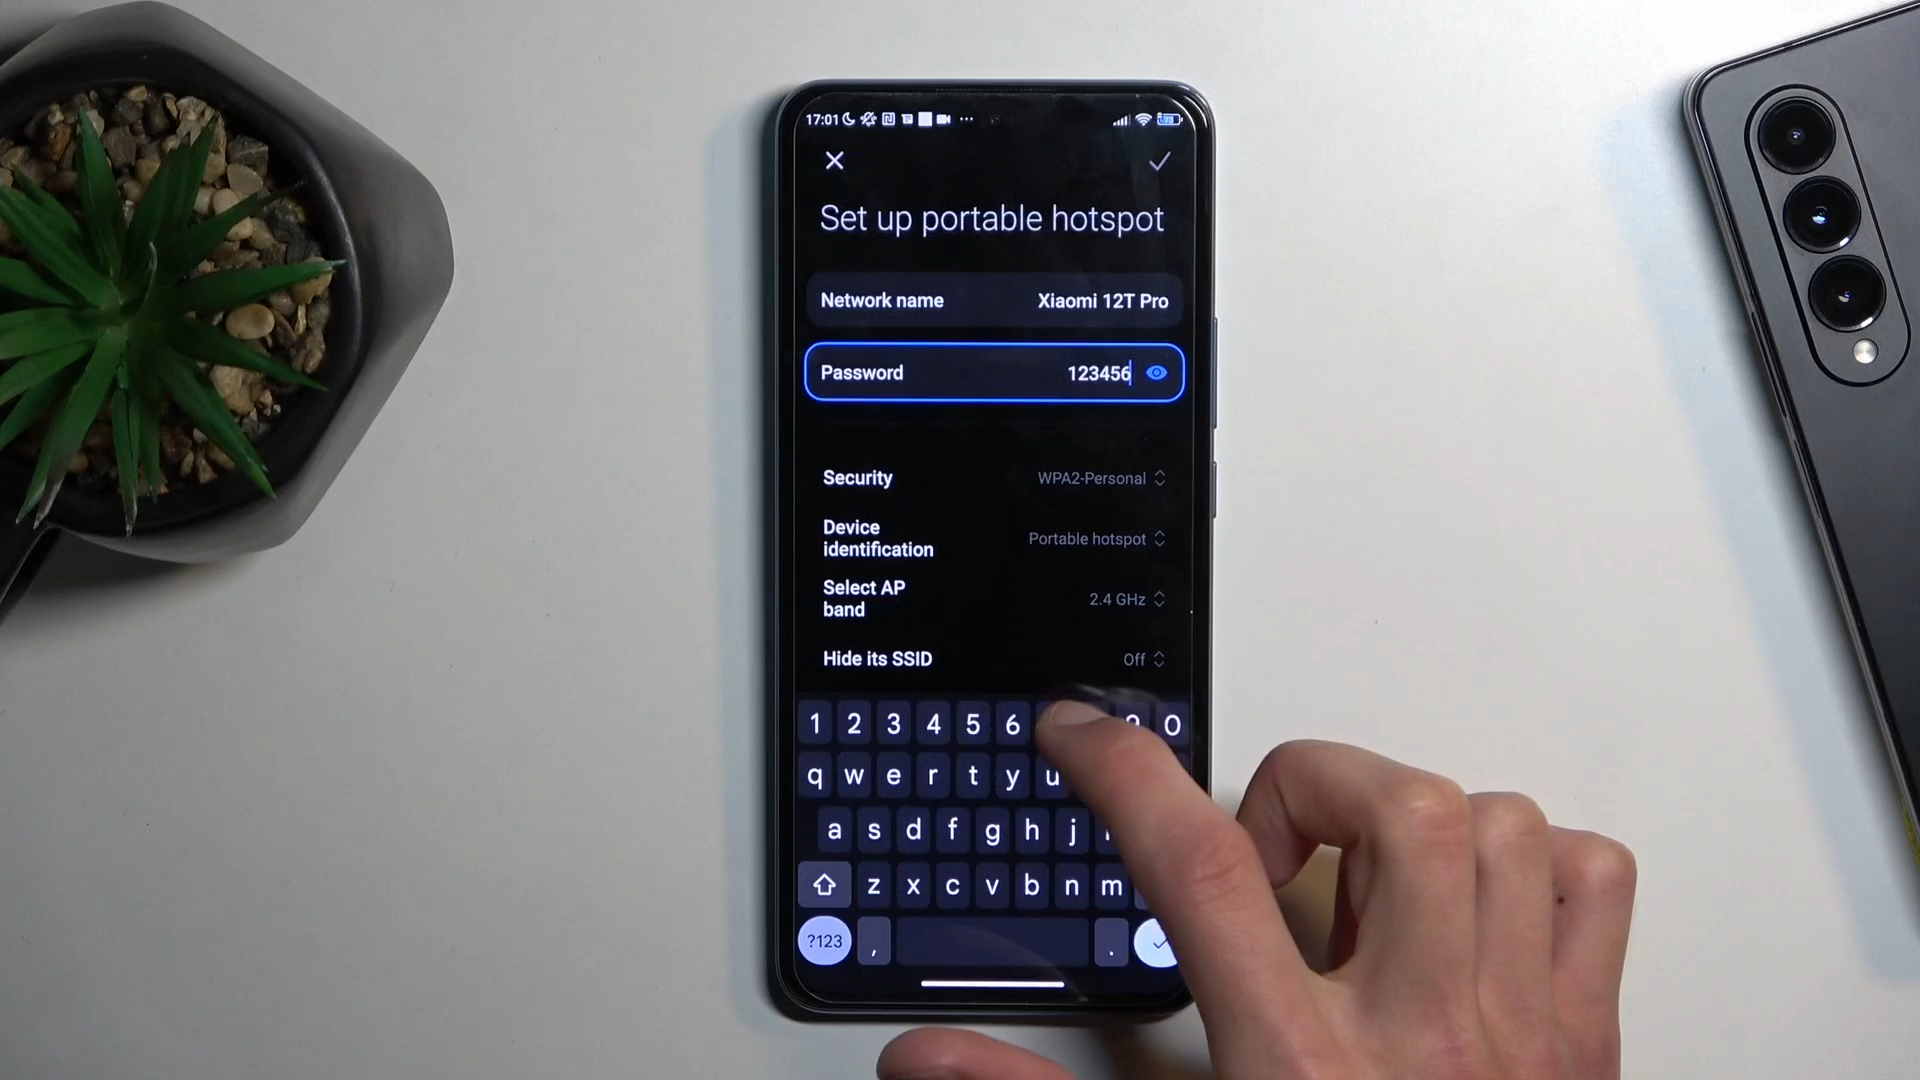 17:01
Set up portable hotspot
Network name Xiaomi 12T Pro
Password 123456
Security WPA2-Personal
Device identification Portable hotspot
Select AP band 2.4 GHz
Hide its SSID Off
1 2 3 4 5 6 0
q w e r t y u
a s d f g h j
z x c v b n m
?123 , .